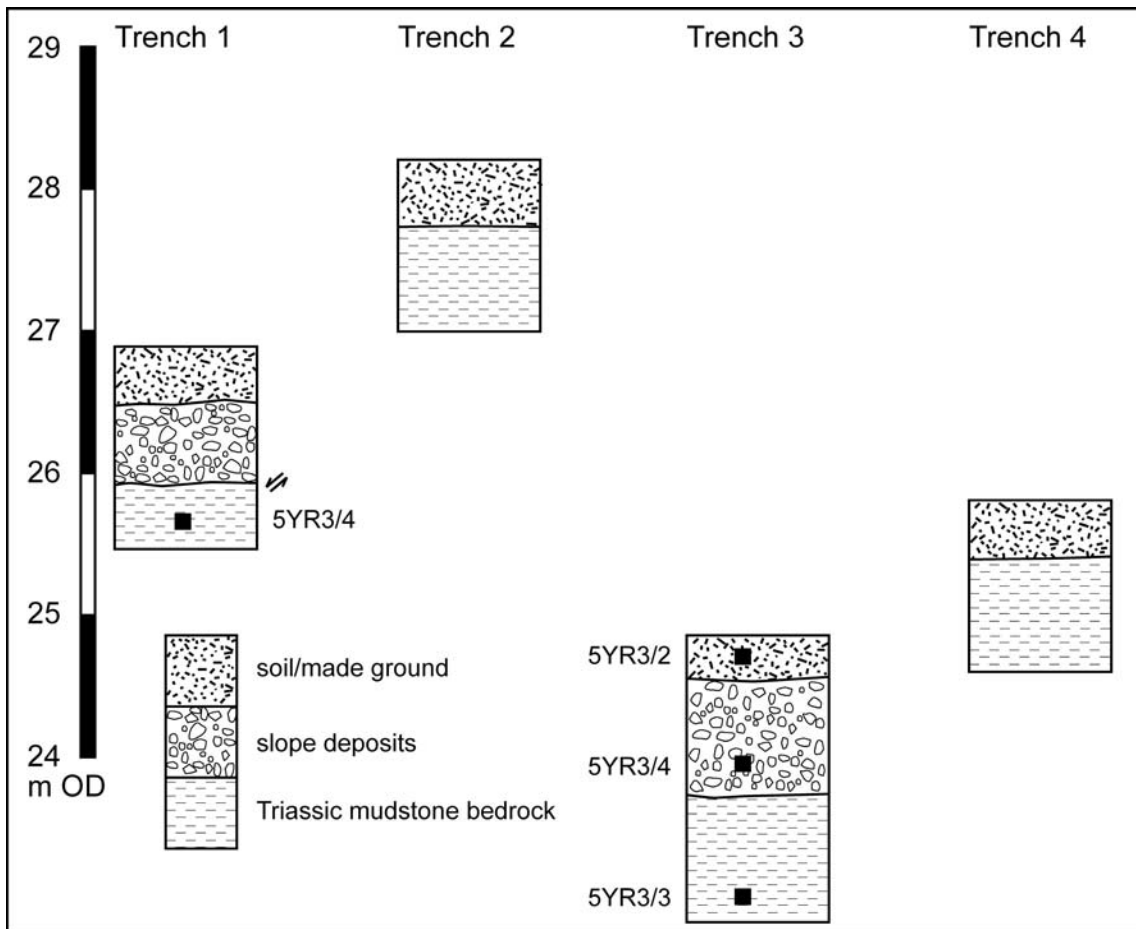 Trench 1
Trench 2
Trench 3
Trench 4
29
28
27
26
25
24
m OD
5YR3/4
soil/made ground
slope deposits
Triassic mudstone bedrock
5YR3/2
5YR3/4
5YR3/3